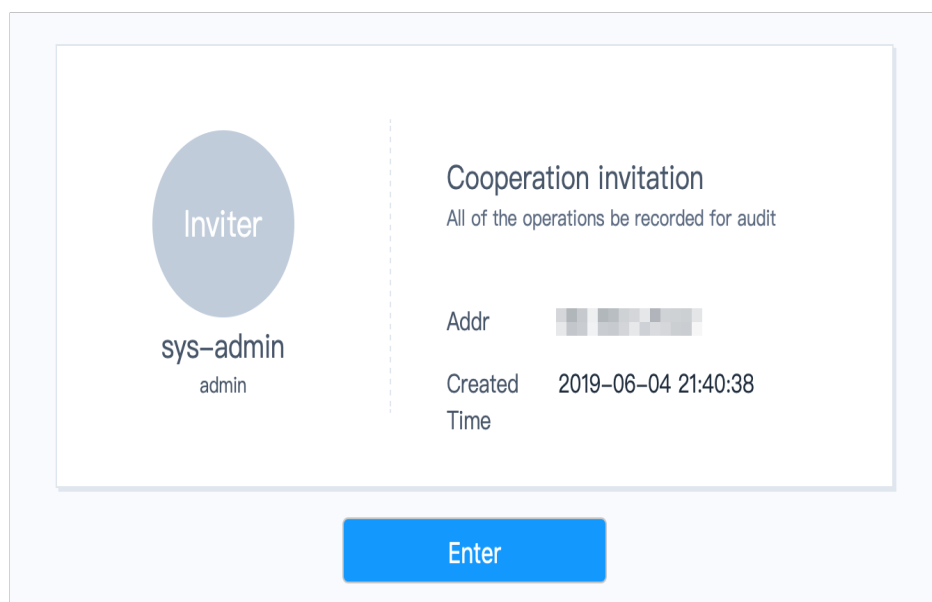 Inviter
sys-admin
admin
Cooperation invitation
All of the operations be recorded for audit
Addr
Created Time
2019-06-04 21:40:38
Enter